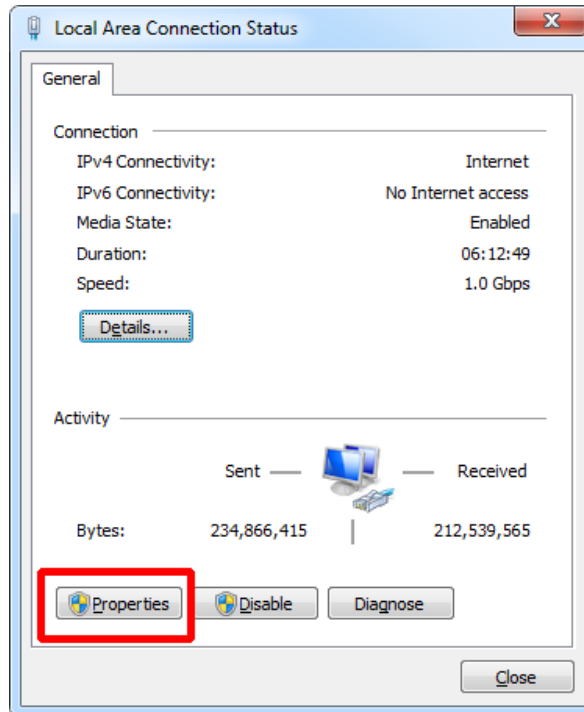 Local Area Connection Status
General
Connection
IPv4 Connectivity: Internet
IPv6 Connectivity: No Internet access
Media State: Enabled
Duration: 06:12:49
Speed: 1.0 Gbps
Details...
Activity
Sent Received
Bytes: 234,866,415 212,539,565
Properties Disable Diagnose
Close